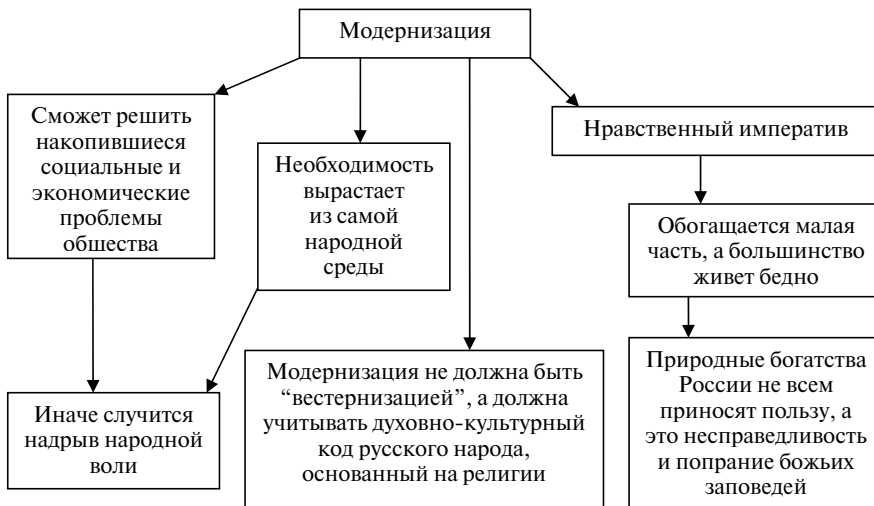 Модернизация
Сможет решить
накопившиеся
социальные и
экономические
проблемы
обшества
Необходимость
вырастает
из самой
народной
среды
Нравственный императив
Обогащается малая
часть, а большинство
живет бедно
Иначе случится
надрыв народной
воли
Модернизация не должна быть
“вестернизацией”, а должна
учитывать духовно-культурный
код русского народа,
основанный на религии
Природные богатства
России не всем
приносят пользу, а
это несправедливость
и попрание божьих
заповедей